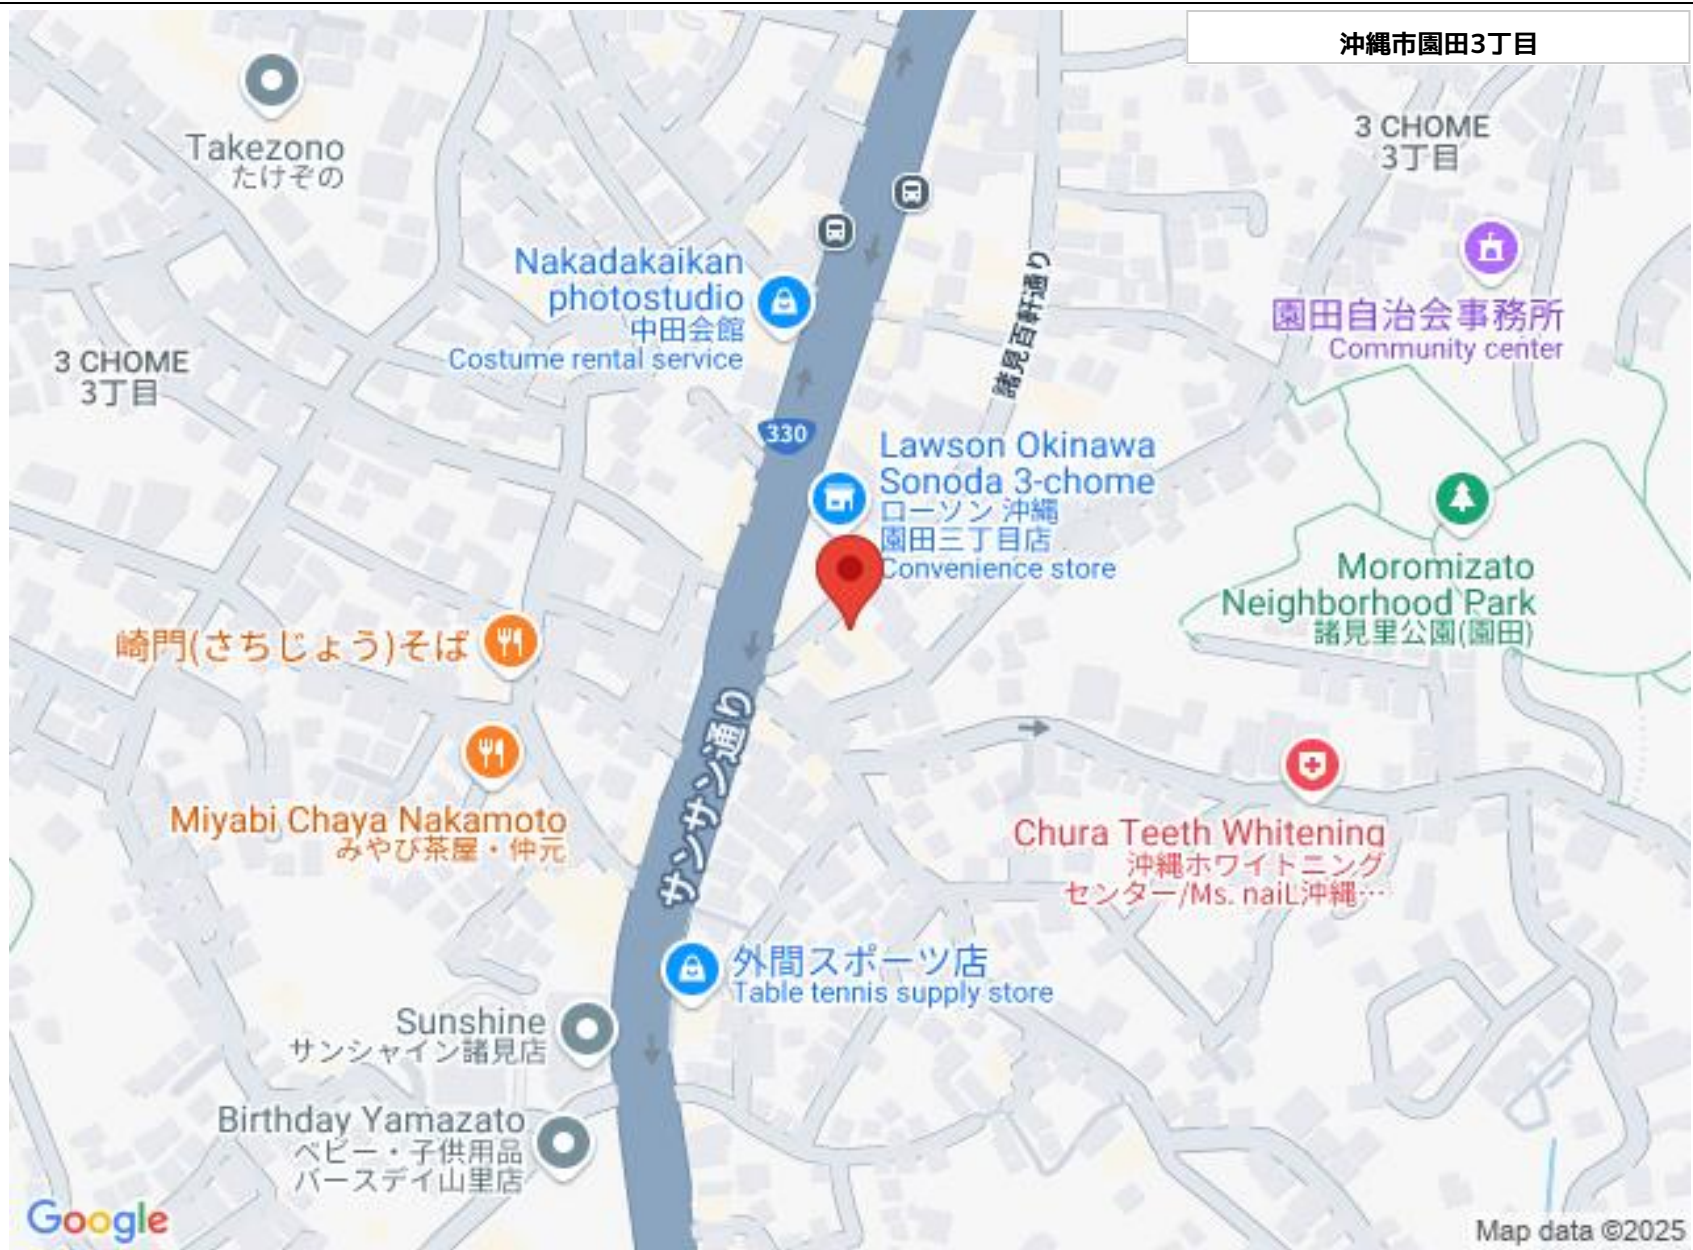 沖縄市園田3丁目
3 CHOME
3丁目
Takezono
たけぞの
Nakadakaikan
photostudio
中田会館
Costume rental service
諸見百軒通り
園田自治会事務所
Community center
3 CHOME
3丁目
330
Lawson Okinawa
Sonoda 3-chome
ローソン 沖縄
園田三丁目店
Convenience store
Moromizato
Neighborhood Park
諸見里公園(園田)
崎門(さちじょう)そば
サンサン通り
Miyabi Chaya Nakamoto
みやび茶屋・仲元
Chura Teeth Whitening
沖縄ホワイトニング
センター/Ms. naiL沖縄…
外間スポーツ店
Table tennis supply store
Sunshine
サンシャイン諸見店
Birthday Yamazato
ベビー・子供用品
バースデイ山里店
Google
Map data ©2025